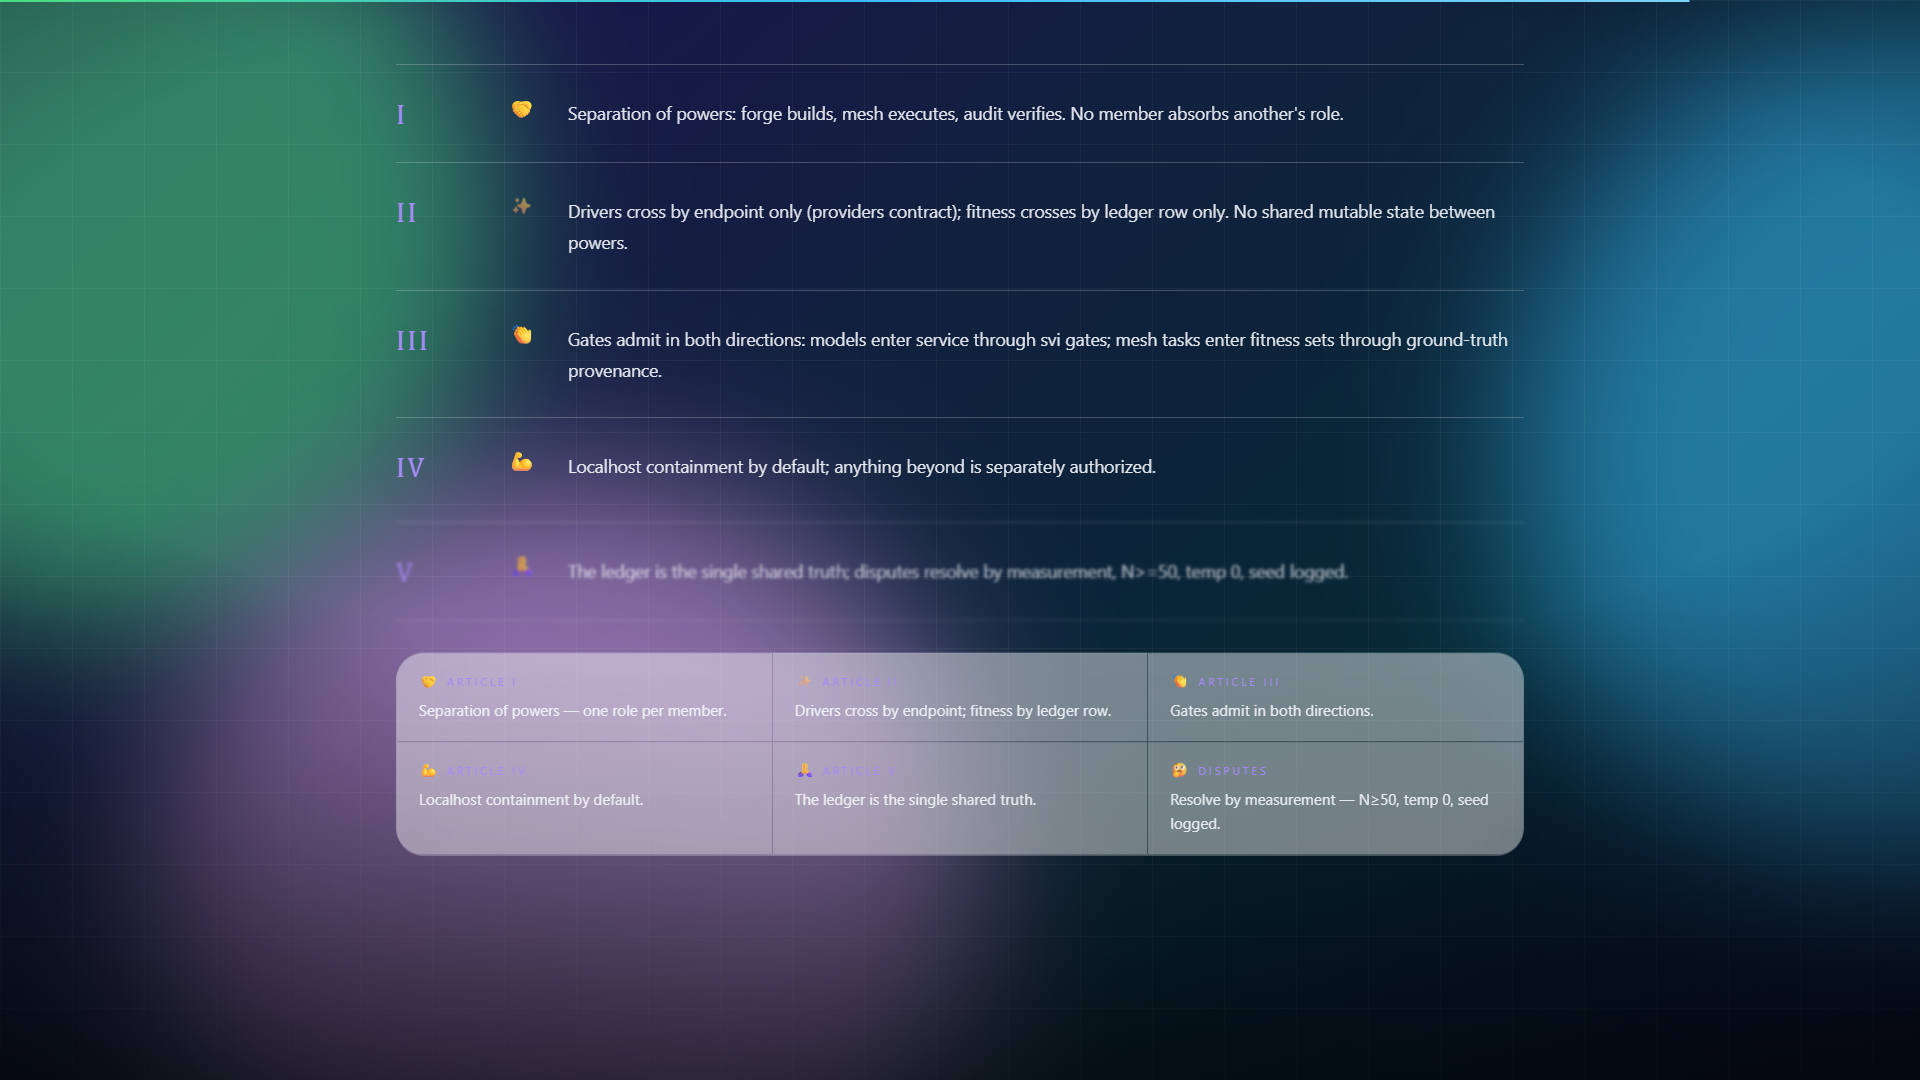 I
Separation of powers: forge builds, mesh executes, audit verifies. No member absorbs another's role.
II
Drivers cross by endpoint only (providers contract); fitness crosses by ledger row only. No shared mutable state between
powers.
III
Gates admit in both directions: models enter service through svi gates; mesh tasks enter fitness sets through ground-truth
provenance.
IV
Localhost containment by default; anything beyond is separately authorized.
V
The ledger is the single shared truth; disputes resolve by measurement, N>=50, temp 0, seed logged.
ARTICLE I
Separation of powers — one role per member.
ARTICLE II
Drivers cross by endpoint; fitness by ledger row.
ARTICLE III
Gates admit in both directions.
ARTICLE IV
Localhost containment by default.
ARTICLE V
The ledger is the single shared truth.
DISPUTES
Resolve by measurement — N≥50, temp 0, seed
logged.